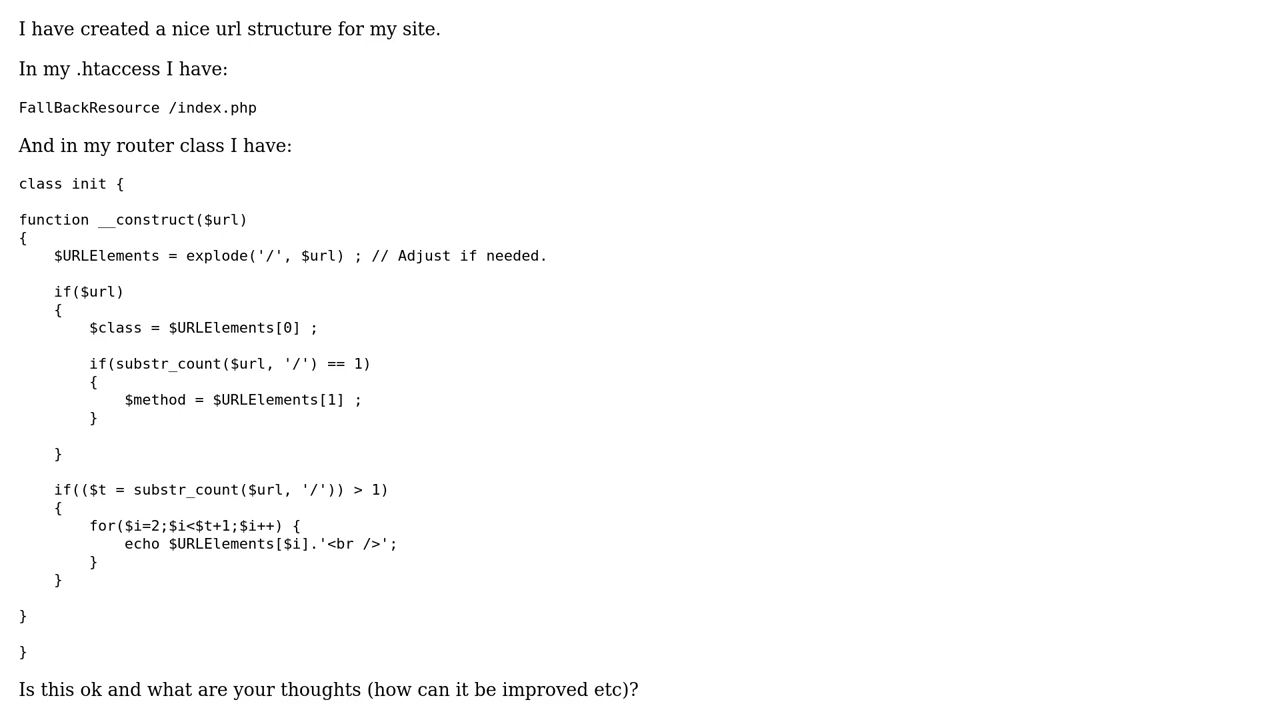 I have created a nice url structure for my site.
In my .htaccess I have:
FallBackResource /index.php
And in my router class I have:
class init {
function __construct($url)
{
    $URLElements = explode('/', $url) ; // Adjust if needed.
    if($url)
    {
        $class = $URLElements[0] ;
        if(substr_count($url, '/') == 1)
        {
            $method = $URLElements[1] ;
        }
    }
    if(($t = substr_count($url, '/')) > 1)
    {
        for($i=2;$i<$t+1;$i++) {
            echo $URLElements[$i].'<br />';
        }
    }
}
}
Is this ok and what are your thoughts (how can it be improved etc)?